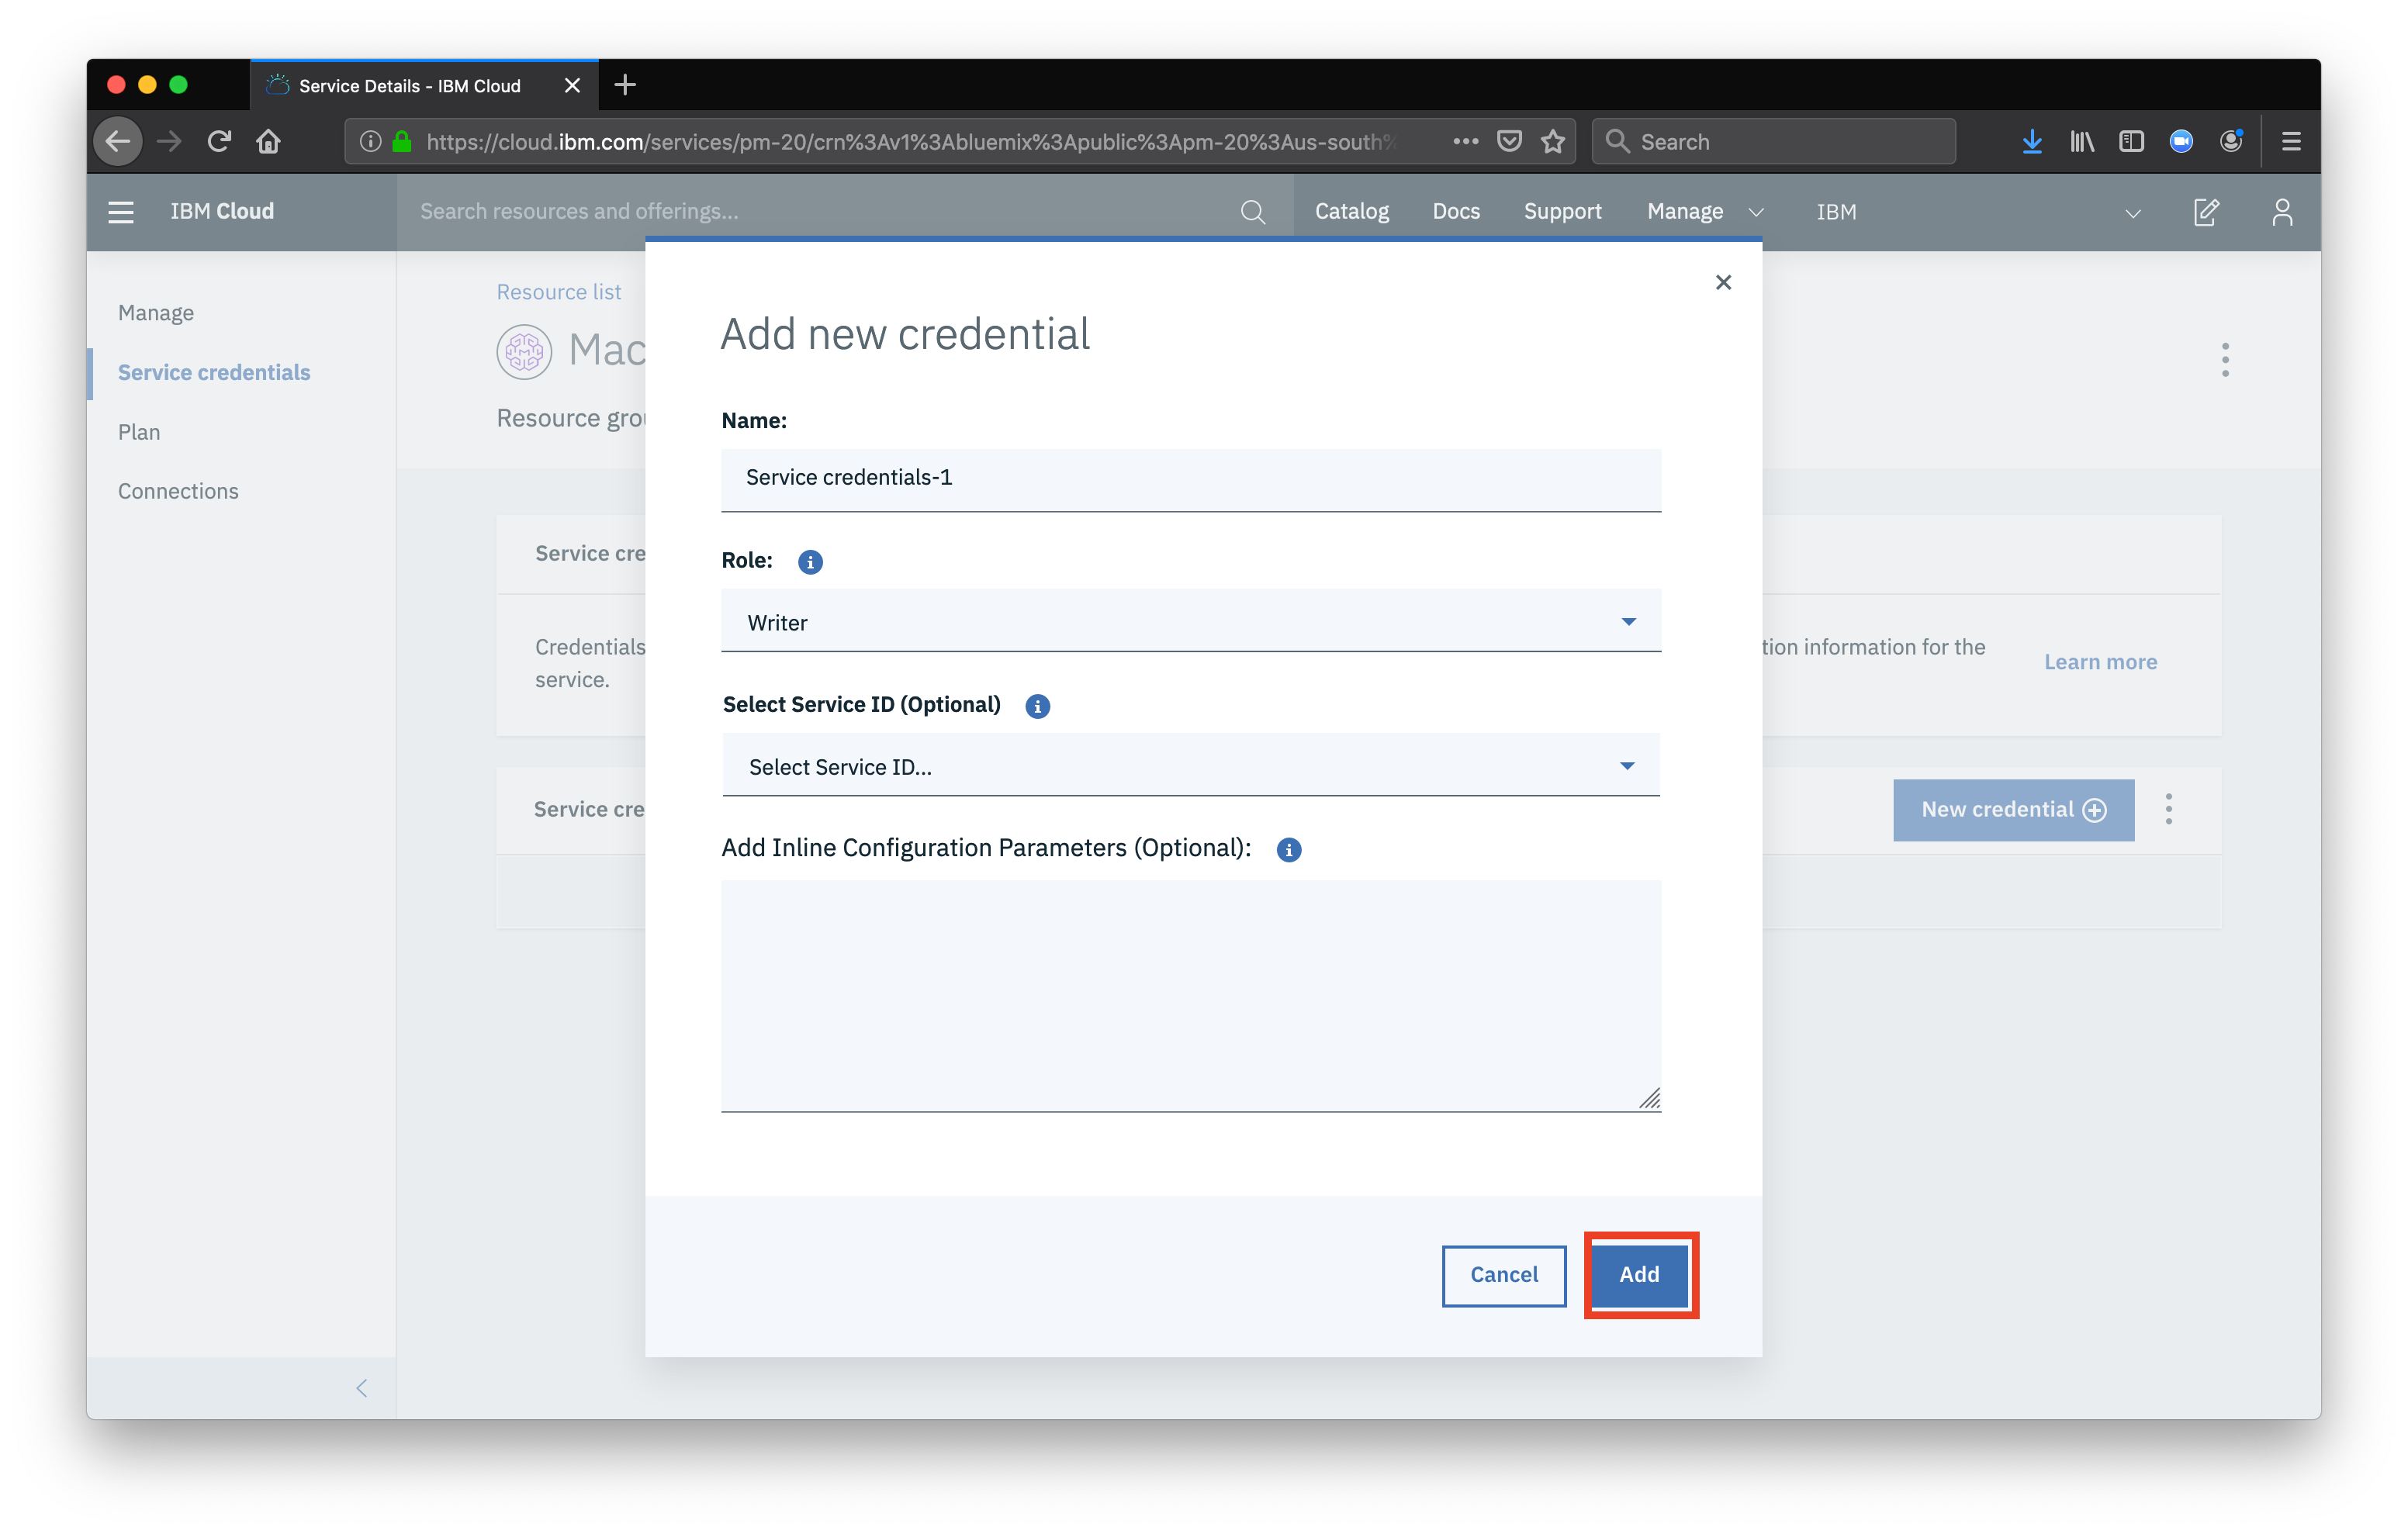 Service Details - IBM Cloud
https://cloud.ibm.com/services/pm-20/crn%3Av1%3Abluemix%3Apublic%3Apm-20%3Aus-south%
Search
IBM Cloud
Search resources and offerings...
Catalog
Docs
Support
Manage
IBM
Manage
Service credentials
Plan
Connections
Resource list
Mac
Resource grou
Service cre
Credentials
service.
tion information for the
Learn more
Service cre
New credential
Add new credential
Name:
Service credentials-1
Role:
Writer
Select Service ID (Optional)
Select Service ID...
Add Inline Configuration Parameters (Optional):
Cancel
Add